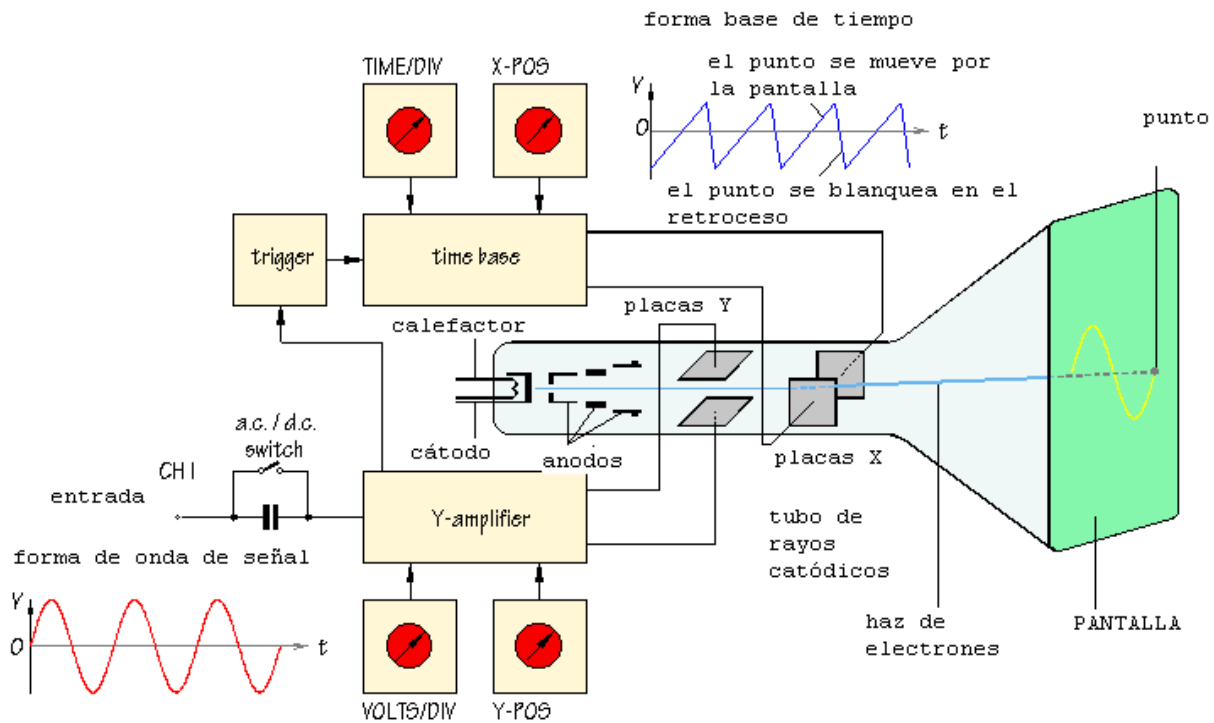 forma base de tiempo
TIME/DIV
X-POS
el punto se mueve por
la pantalla
V
0
t
punto
el punto se blanquea en el
retroceso
trigger
time base
placas Y
calefactor
a.c. / d.c.
switch
cátodo
anodos
placas X
CH I
entrada
Y-amplifier
tubo de
rayos
catódicos
forma de onda de señal
V
0
t
haz de
electrones
PANTALLA
VOLTS/DIV
Y-POS